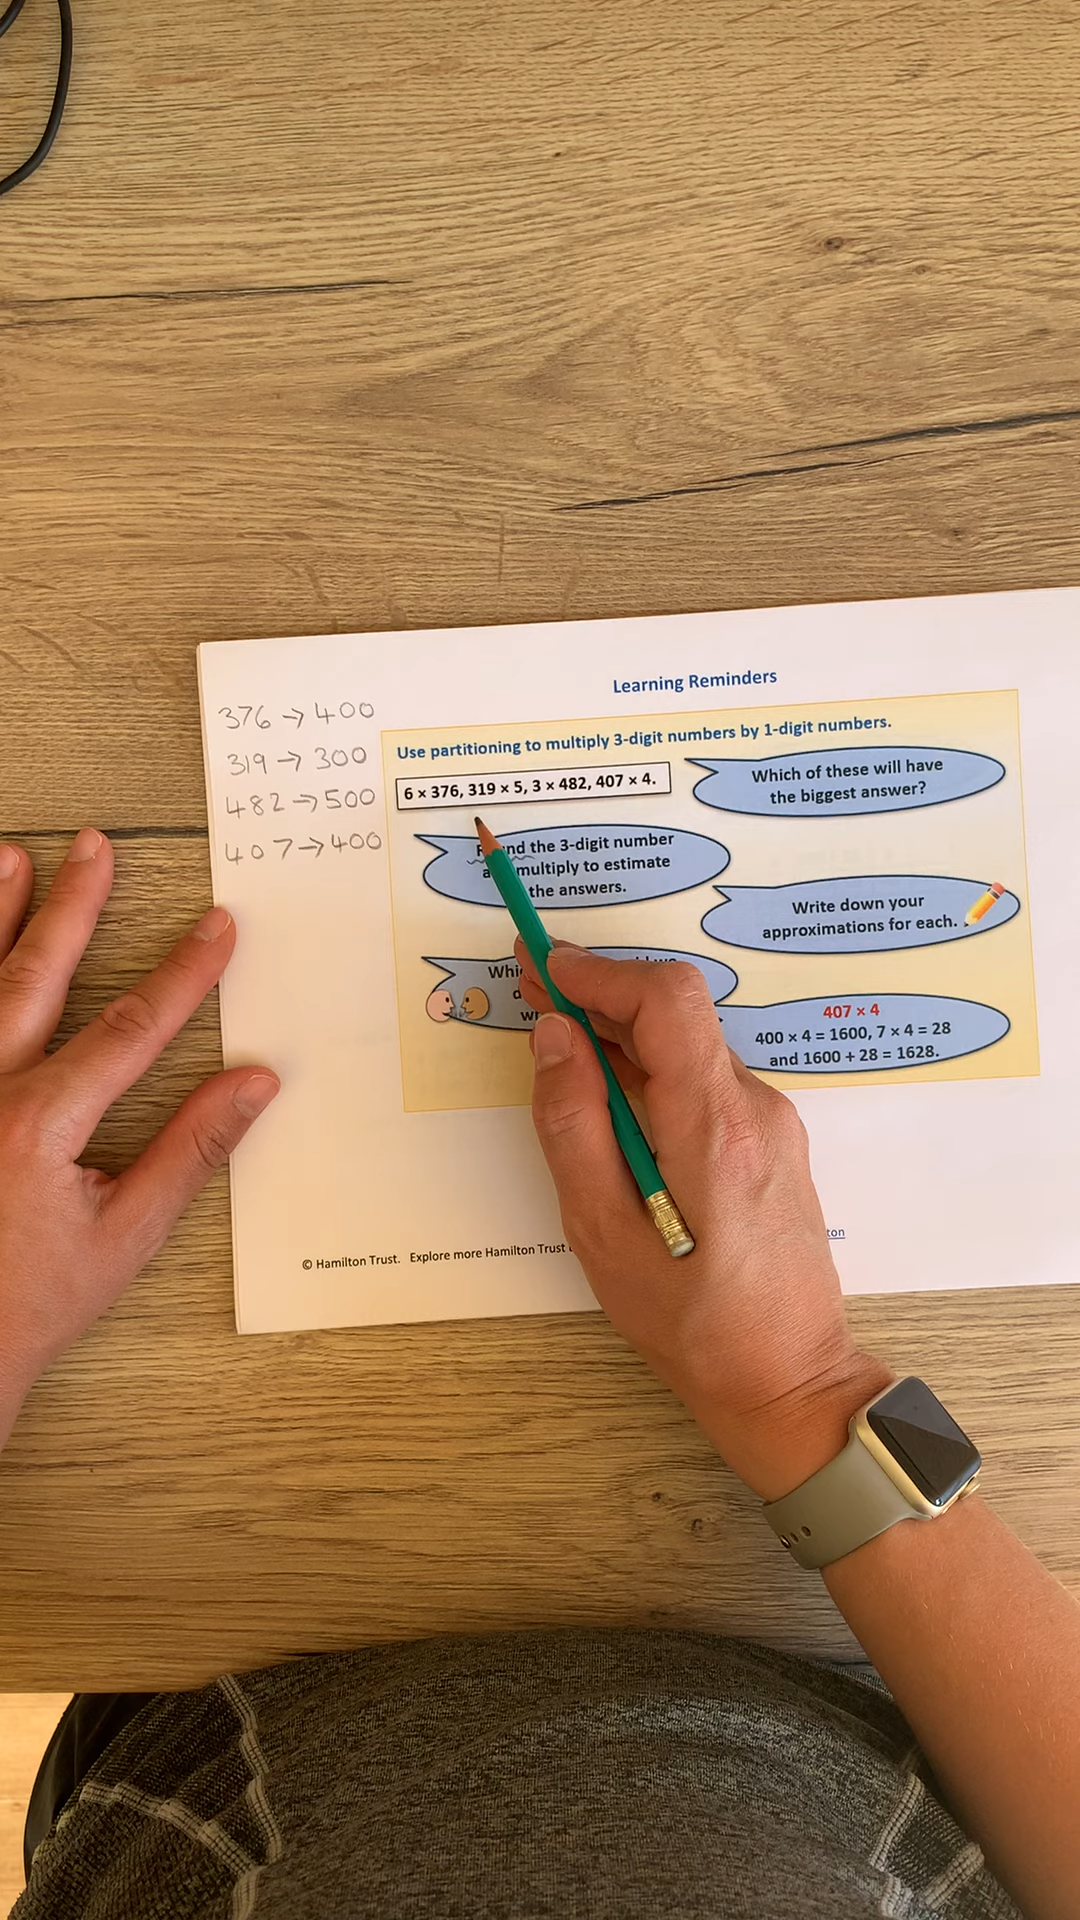 Learning Reminders
376 → 400
319 → 300
482 → 500
407 → 400
Use partitioning to multiply 3-digit numbers by 1-digit numbers.
6 × 376, 319 × 5, 3 × 482, 407 × 4.
Which of these will have
the biggest answer?
the 3-digit number
multiply to estimate
the answers.
Write down your
approximations for each.
407 × 4
400 × 4 = 1600, 7 × 4 = 28
and 1600 + 28 = 1628.
© Hamilton Trust. Explore more Hamilton Trust